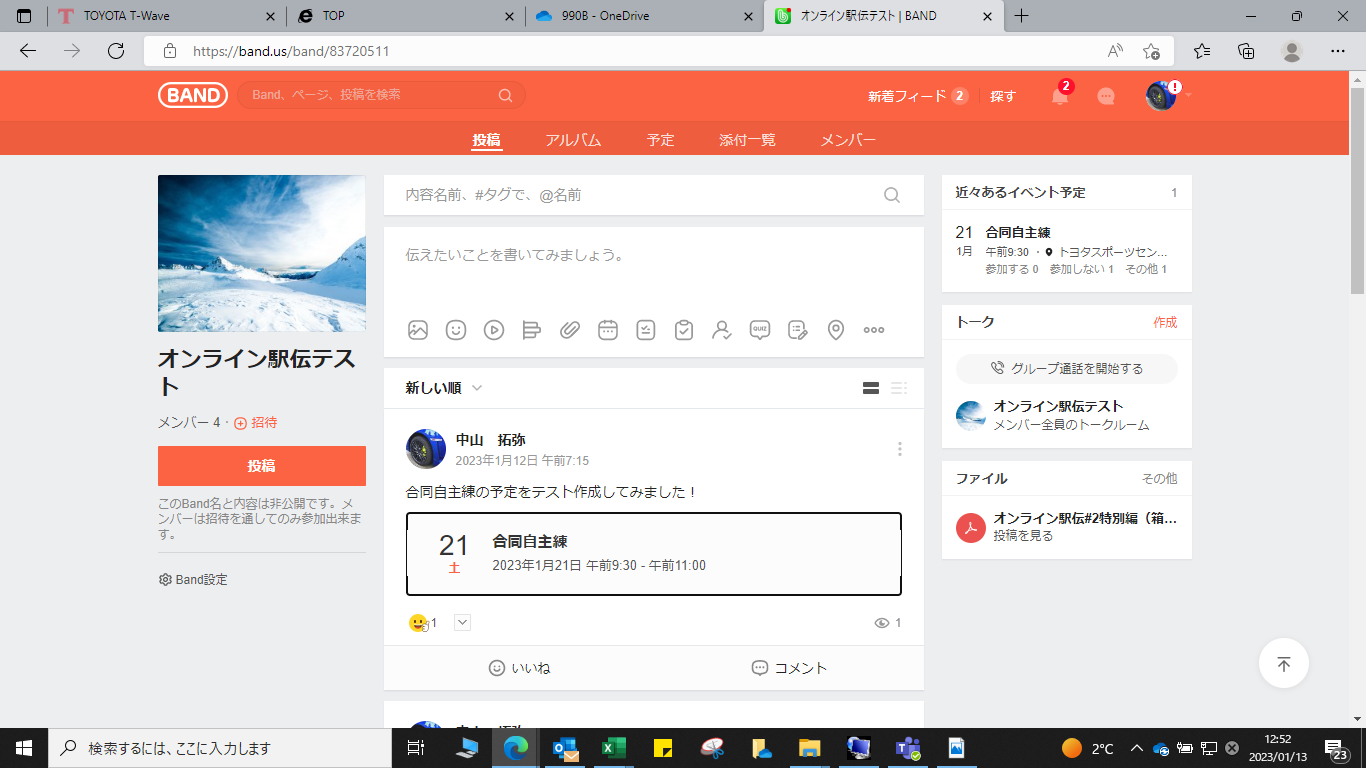 TOYOTA T-Wave
TOP
990B - OneDrive
オンライン駅伝テスト | BAND
https://band.us/band/83720511
BAND
Band、ページ、投稿を検索
新着フィード 2
探す
2
投稿
アルバム
予定
添付一覧
メンバー
オンライン駅伝テスト
メンバー 4 · 招待
投稿
このBand名と内容は非公開です。メンバーは招待を通してのみ参加出来ます。
Band設定
内容名前、#タグで、@名前
伝えたいことを書いてみましょう。
QUIZ
新しい順
中山　拓弥
2023年1月12日 午前7:15
合同自主練の予定をテスト作成してみました！
21
土
合同自主練
2023年1月21日 午前9:30 - 午前11:00
1
1
いいね
コメント
近々あるイベント予定
1
21
1月
合同自主練
午前9:30 · トヨタスポーツセン...
参加する 0 参加しない 1 その他 1
トーク
作成
グループ通話を開始する
オンライン駅伝テスト
メンバー全員のトークルーム
ファイル
その他
オンライン駅伝#2特別編（箱...
投稿を見る
検索するには、ここに入力します
2°C
12:52
2023/01/13
23